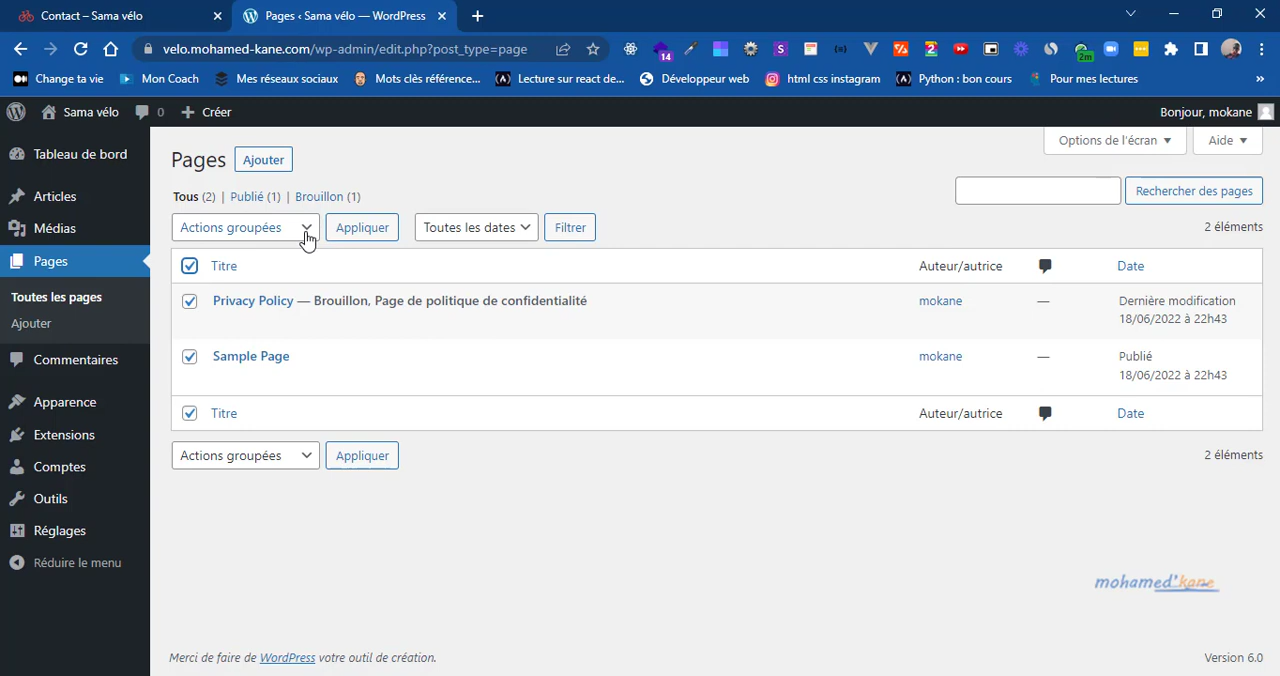 Contact – Sama vélo
Pages ‹ Sama vélo — WordPress
velo.mohamed-kane.com/wp-admin/edit.php?post_type=page
14
2m
Change ta vie
Mon Coach
Mes réseaux sociaux
Mots clés référence...
Lecture sur react de...
Développeur web
html css instagram
Python : bon cours
Pour mes lectures
»
Sama vélo
0
Créer
Bonjour, mokane
Tableau de bord
Articles
Médias
Pages
Toutes les pages
Ajouter
Commentaires
Apparence
Extensions
Comptes
Outils
Réglages
Réduire le menu
Options de l'écran
Aide
Pages
Ajouter
Tous (2) | Publié (1) | Brouillon (1)
Rechercher des pages
Actions groupées
Appliquer
Toutes les dates
Filtrer
2 éléments
Titre Auteur/autrice Date
Privacy Policy — Brouillon, Page de politique de confidentialité mokane — Dernière modification
18/06/2022 à 22h43
Sample Page mokane — Publié
18/06/2022 à 22h43
Titre Auteur/autrice Date
Actions groupées
Appliquer
2 éléments
mohamed'kane
Merci de faire de WordPress votre outil de création.
Version 6.0